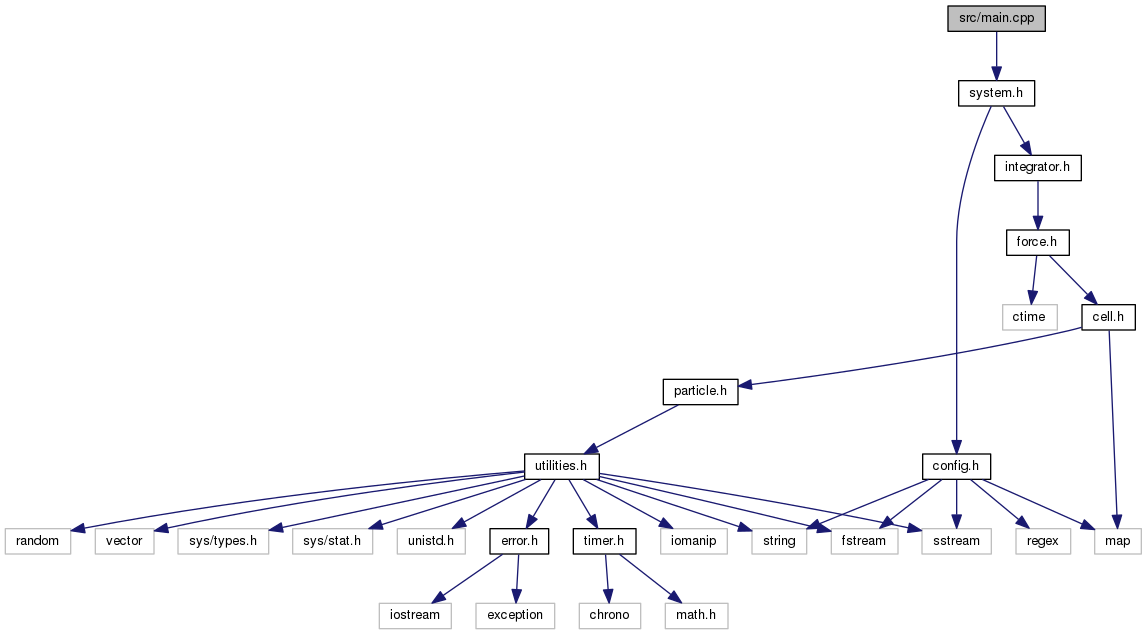 src/main.cpp
system.h
integrator.h
force.h
ctime
cell.h
particle.h
utilities.h
config.h
random
vector
sys/types.h
sys/stat.h
unistd.h
error.h
timer.h
iomanip
string
fstream
sstream
regex
map
iostream
exception
chrono
math.h